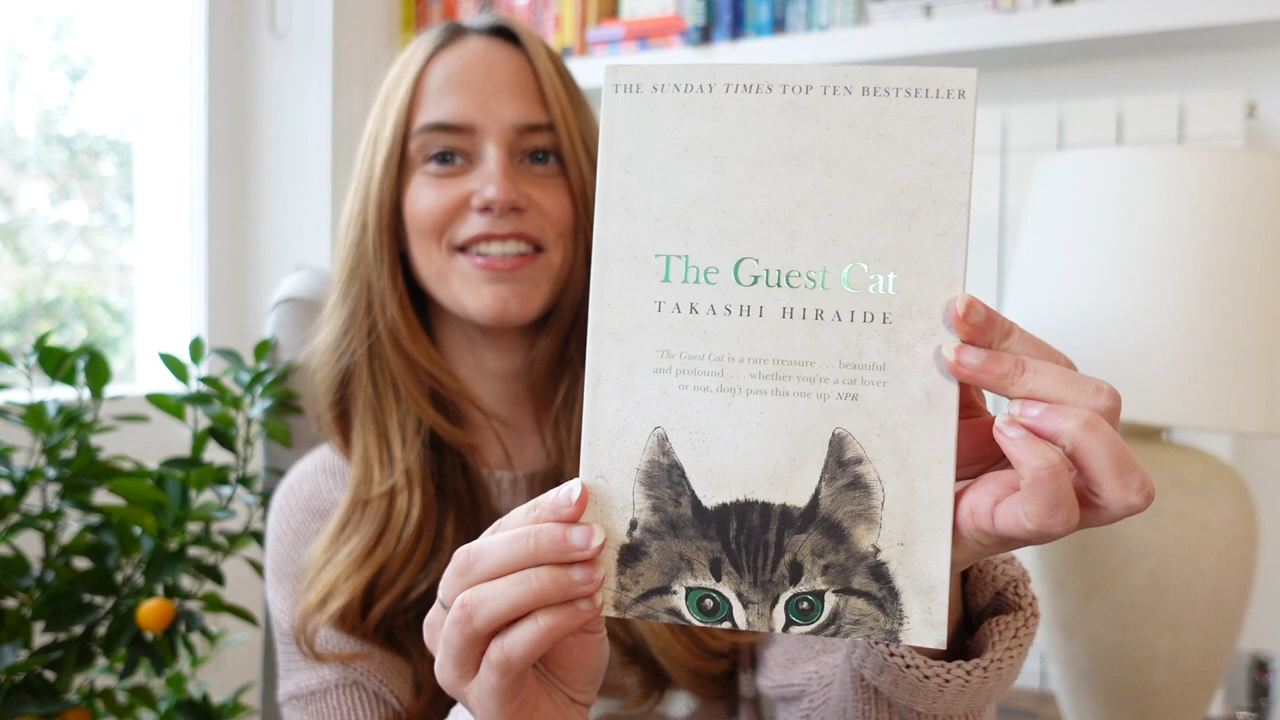 THE SUNDAY TIMES TOP TEN BESTSELLER
The Guest Cat
TAKASHI HIRAIDE
'The Guest Cat is a rare treasure . . . beautiful
and profound . . . whether you're a cat lover
or not, don't pass this one up' NPR